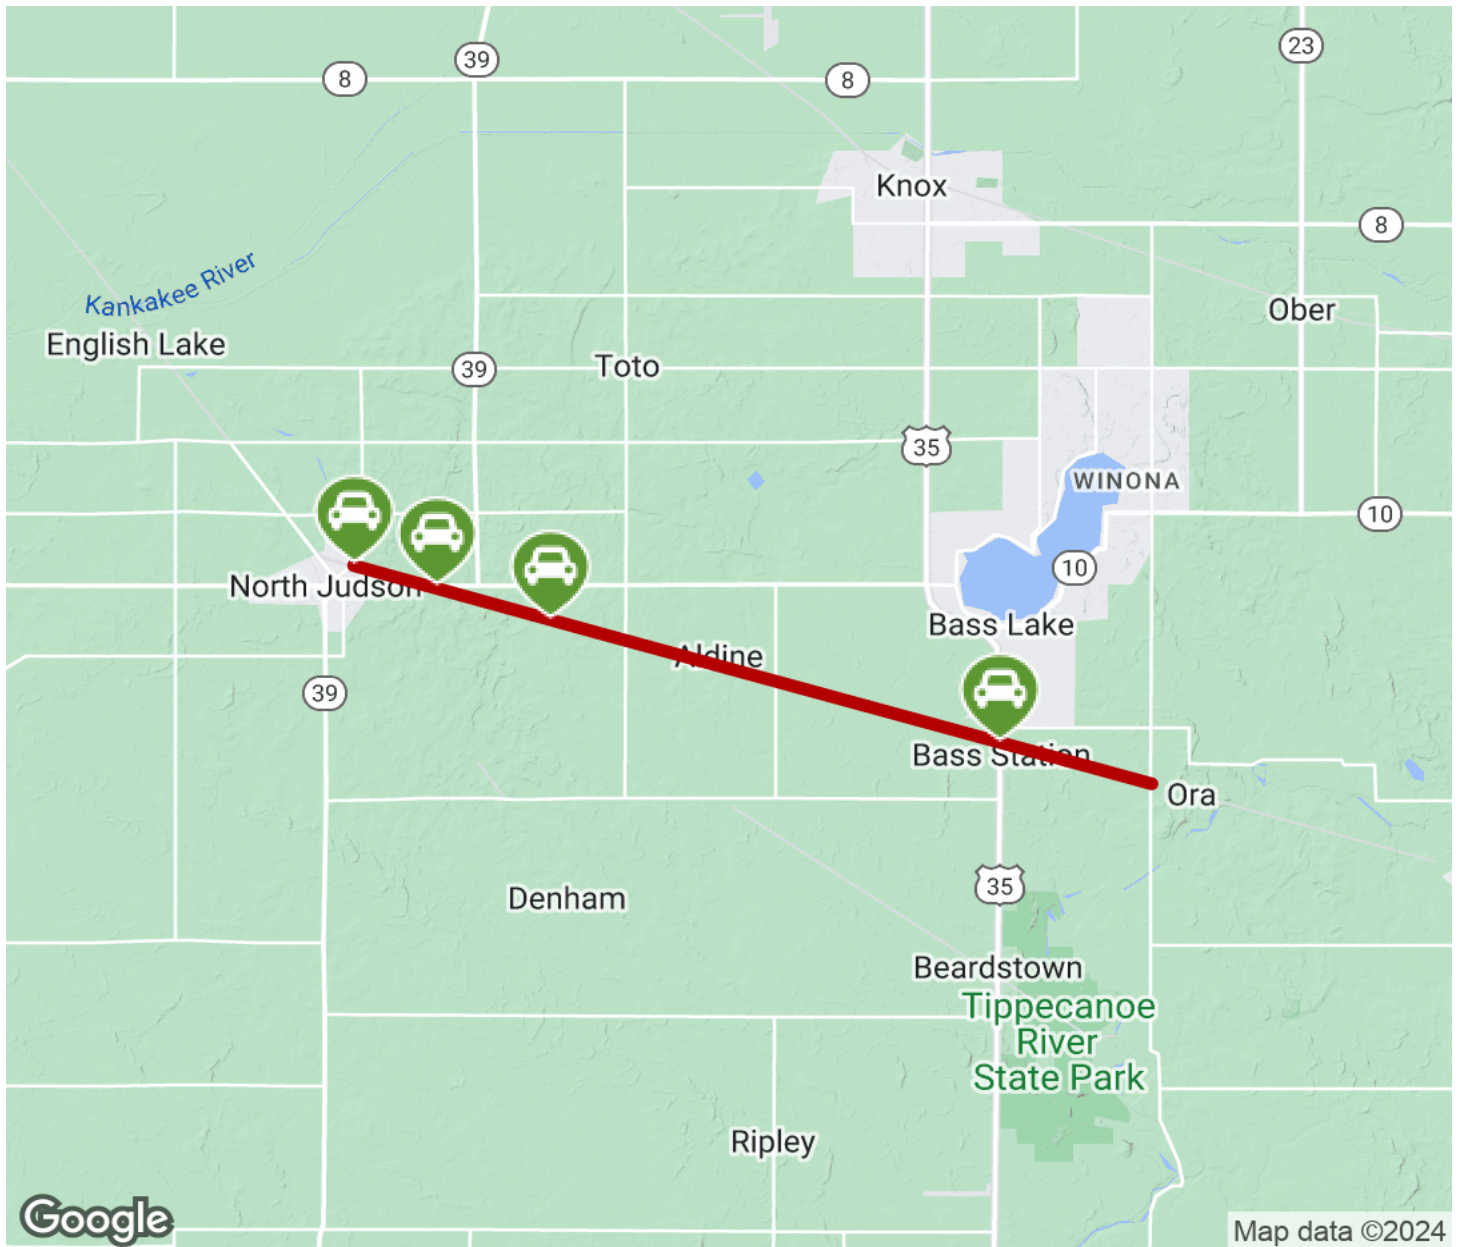 39
23
8
8
Knox
8
Kankakee River
Ober
English Lake
Toto
39
35
WINONA
10
10
North Judson
Bass Lake
Aldine
39
Bass Station
Ora
35
Denham
Beardstown
Tippecanoe
River
State Park
Ripley
Google
Map data ©2024